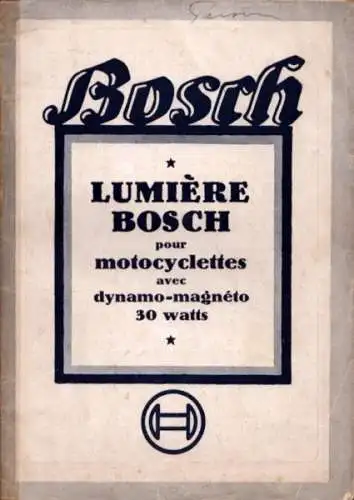 Bosch
LUMIÈRE
BOSCH
pour
motocyclettes
avec
dynamo-magnéto
30 watts